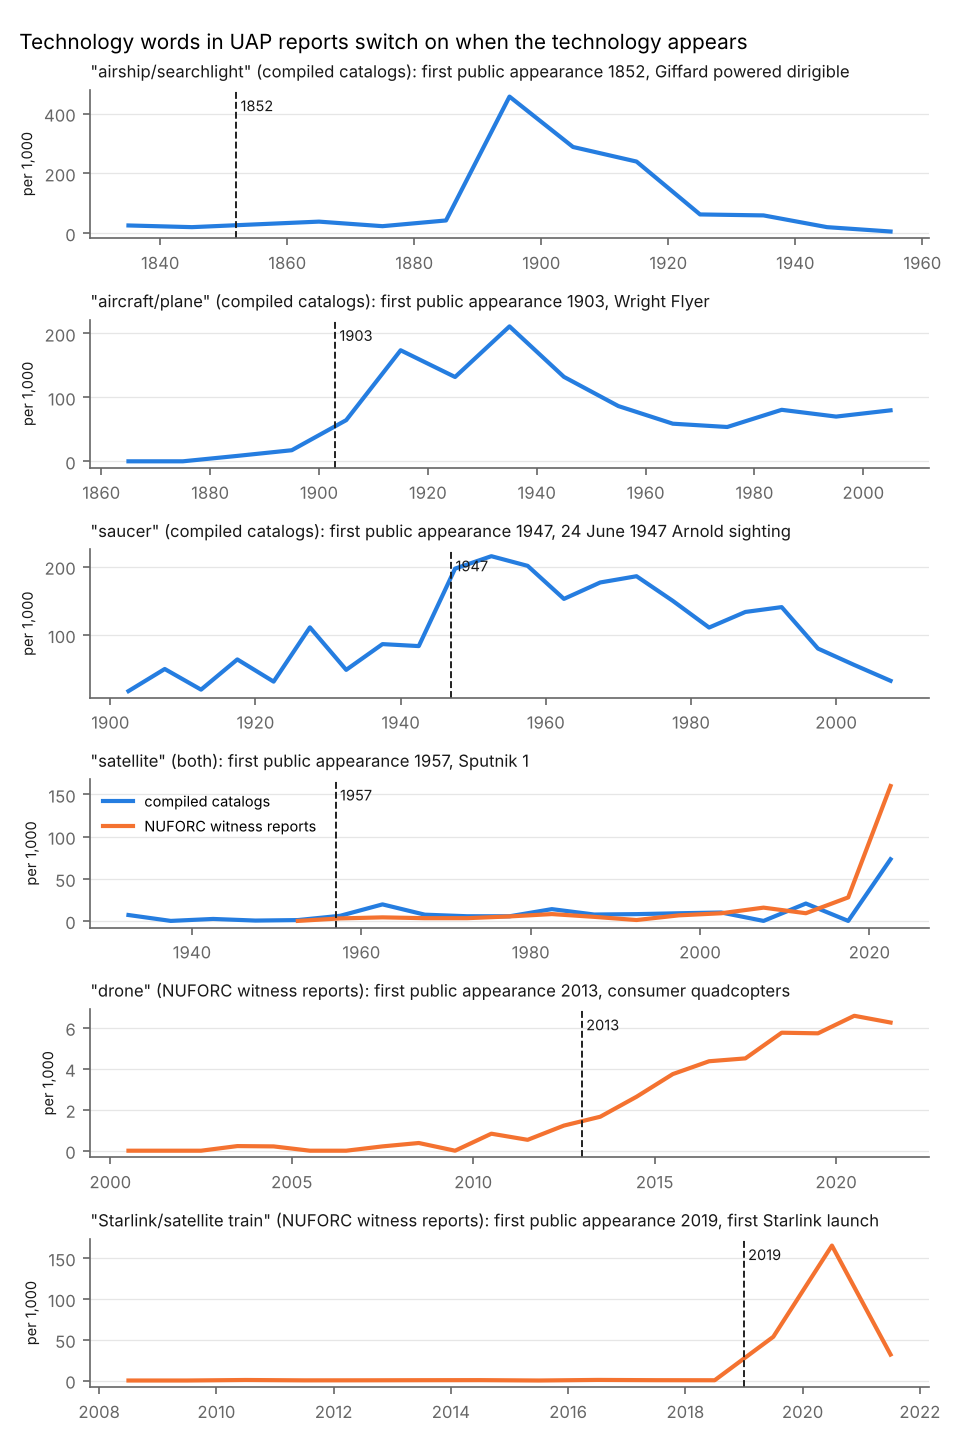 Technology words in UAP reports switch on when the technology appears
"airship/searchlight" (compiled catalogs): first public appearance 1852, Giffard powered dirigible
per 1,000
400
200
0
1852
1840 1860 1880 1900 1920 1940 1960
"aircraft/plane" (compiled catalogs): first public appearance 1903, Wright Flyer
per 1,000
200
100
0
1903
1860 1880 1900 1920 1940 1960 1980 2000
"saucer" (compiled catalogs): first public appearance 1947, 24 June 1947 Arnold sighting
per 1,000
200
100
1947
1900 1920 1940 1960 1980 2000
"satellite" (both): first public appearance 1957, Sputnik 1
per 1,000
150
100
50
0
compiled catalogs
NUFORC witness reports
1957
1940 1960 1980 2000 2020
"drone" (NUFORC witness reports): first public appearance 2013, consumer quadcopters
per 1,000
6
4
2
0
2013
2000 2005 2010 2015 2020
"Starlink/satellite train" (NUFORC witness reports): first public appearance 2019, first Starlink launch
per 1,000
150
100
50
0
2019
2008 2010 2012 2014 2016 2018 2020 2022